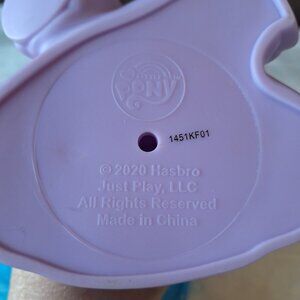 my little
PONY
1451KF01
© 2020 Hasbro
Just Play, LLC
All Rights Reserved
Made in China